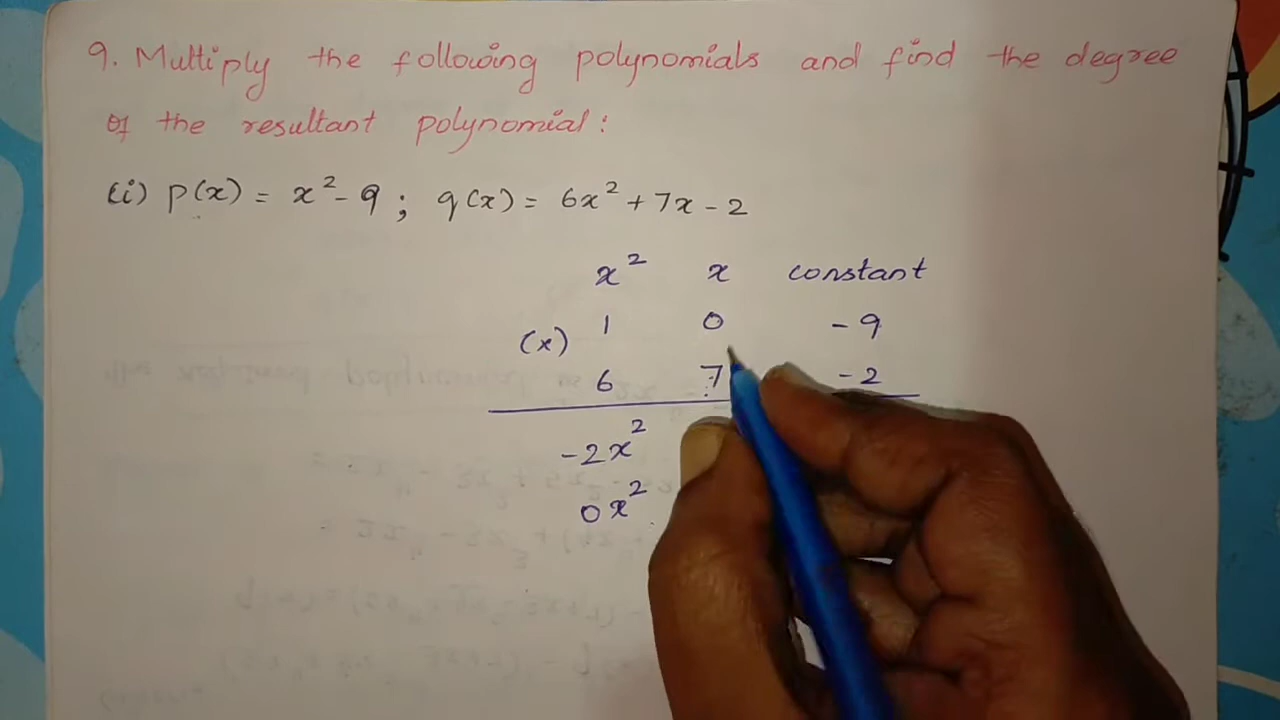 9. Multiply the following polynomials and find the degree
of the resultant polynomial:
(i) p(x) = x² - 9 ; q(x) = 6x² + 7x - 2
x² x constant
(x) 1 0 -9
6 7 -2
-2x²
0x²